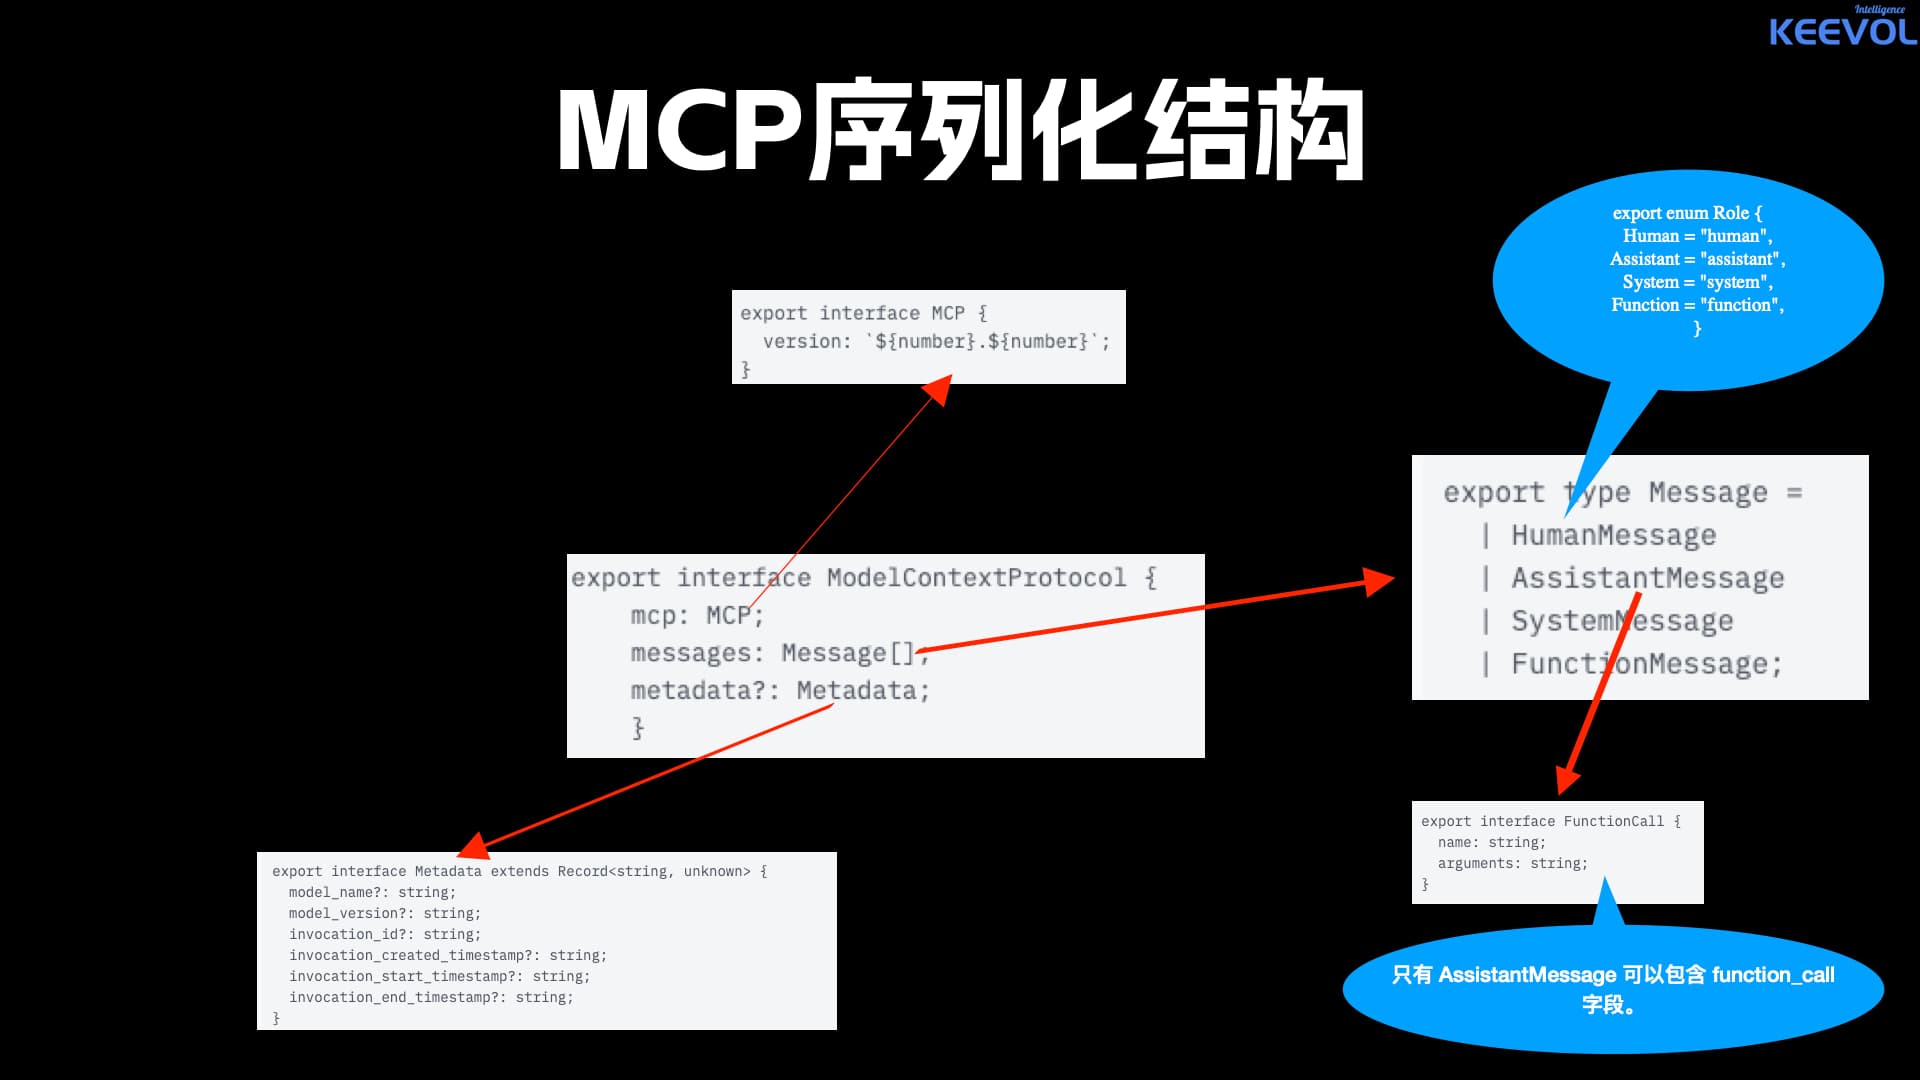 Intelligence
KEEVOL
MCP序列化结构
export enum Role {
Human = "human",
Assistant = "assistant",
System = "system",
Function = "function",
}
export interface MCP {
version: `${number}.${number}`;
}
export type Message =
| HumanMessage
| AssistantMessage
| SystemMessage
| FunctionMessage;
export interface ModelContextProtocol {
mcp: MCP;
messages: Message[];
metadata?: Metadata;
}
export interface FunctionCall {
name: string;
arguments: string;
}
export interface Metadata extends Record<string, unknown> {
model_name?: string;
model_version?: string;
invocation_id?: string;
invocation_created_timestamp?: string;
invocation_start_timestamp?: string;
invocation_end_timestamp?: string;
}
只有 AssistantMessage 可以包含 function_call
字段。